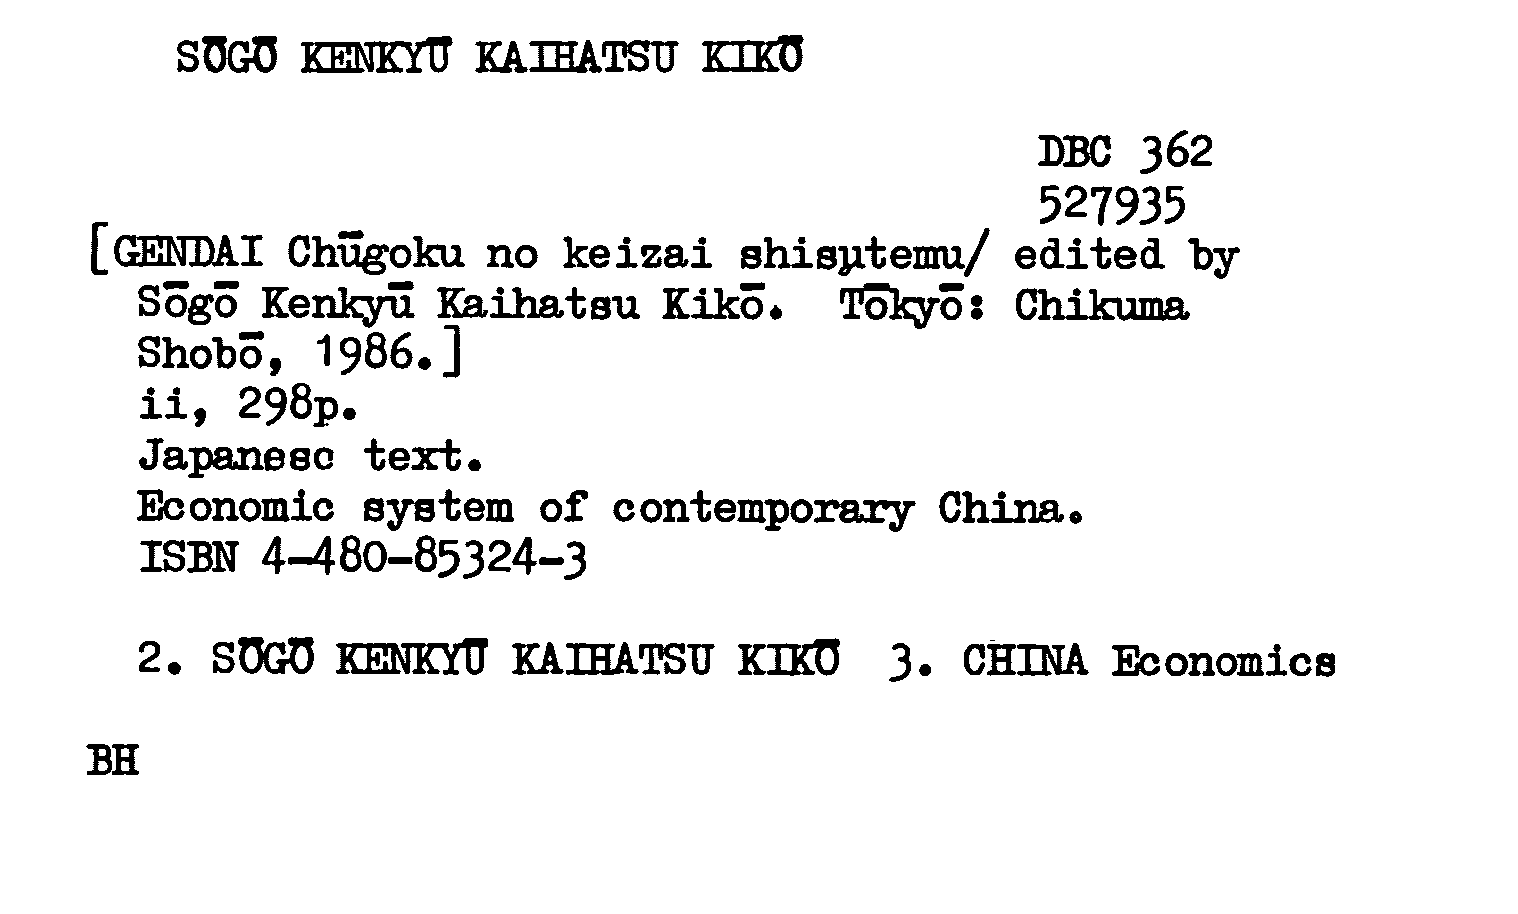 SŌGŌ KENKYŪ KAIHATSU KIKŌ
DBC 362
527935
[GENDAI Chūgoku no keizai shisutemu/ edited by
Sōgō Kenkyū Kaihatsu Kikō. Tōkyō: Chikuma
Shobō, 1986.]
ii, 298p.
Japanese text.
Economic system of contemporary China.
ISBN 4-480-85324-3
2. SŌGŌ KENKYŪ KAIHATSU KIKŌ 3. CHINA Economics
BH